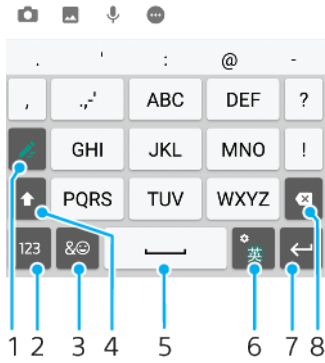 . ' : @ -
, .,-' ABC DEF ?
GHI JKL MNO !
PQRS TUV WXYZ
123 & 英
1 2 3 4 5 6 7 8